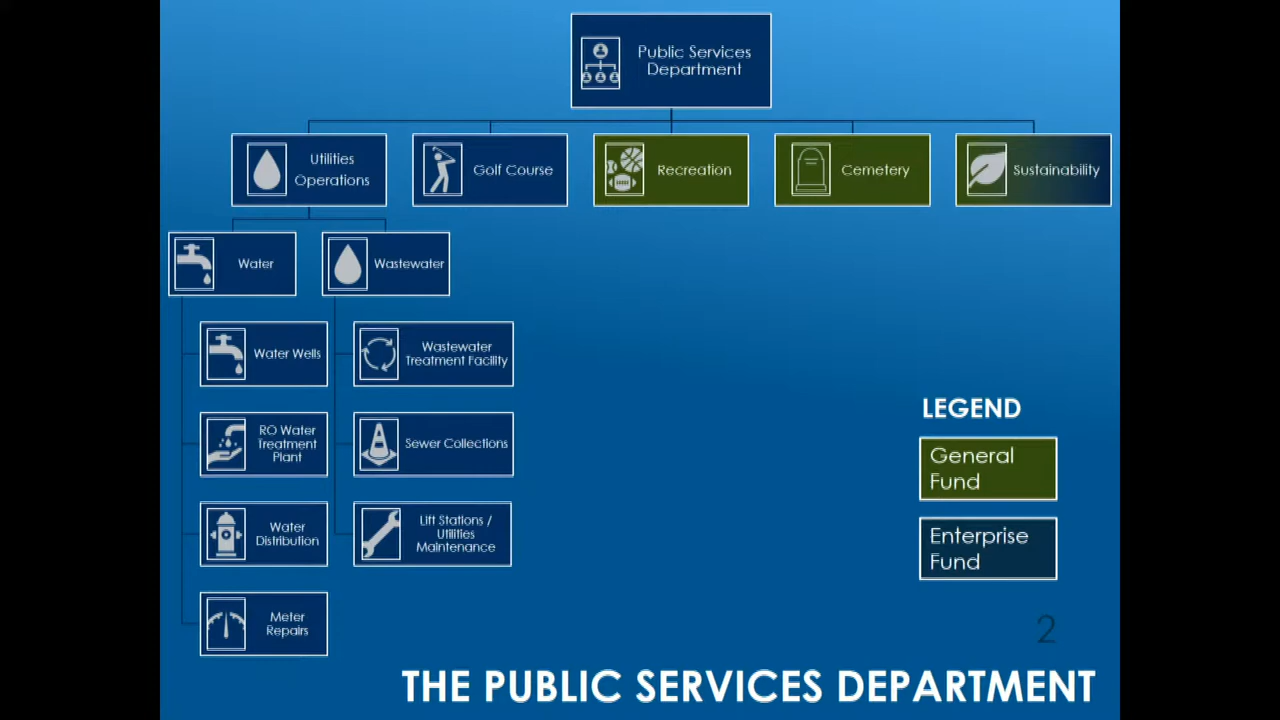 Public Services
Department
Utilities
Operations
Golf Course
Recreation
Cemetery
Sustainability
Water
Wastewater
Water Wells
Wastewater
Treatment Facility
RO Water
Treatment
Plant
Sewer Collections
Water
Distribution
Lift Stations /
Utilities
Maintenance
Meter
Repairs
LEGEND
General
Fund
Enterprise
Fund
2
THE PUBLIC SERVICES DEPARTMENT